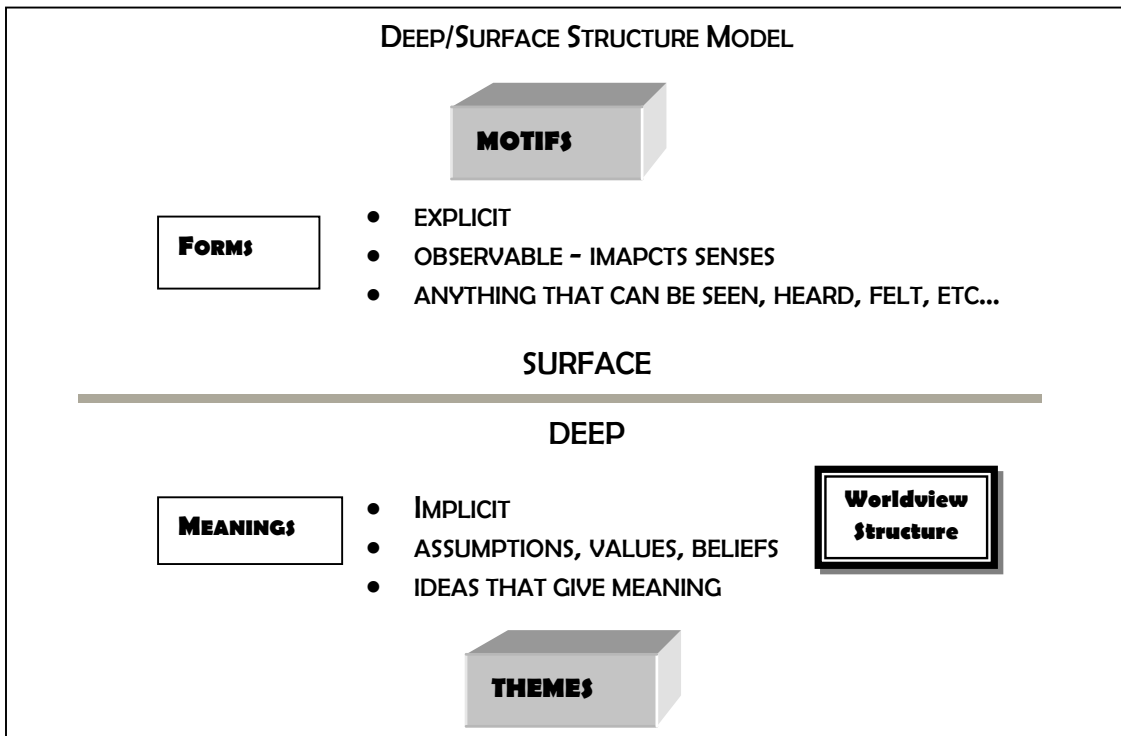 DEEP/SURFACE STRUCTURE MODEL
MOTIFS
FORMS
• EXPLICIT
• OBSERVABLE - IMAPCTS SENSES
• ANYTHING THAT CAN BE SEEN, HEARD, FELT, ETC...
SURFACE
DEEP
MEANINGS
• IMPLICIT
• ASSUMPTIONS, VALUES, BELIEFS
• IDEAS THAT GIVE MEANING
Worldview
Structure
THEMES